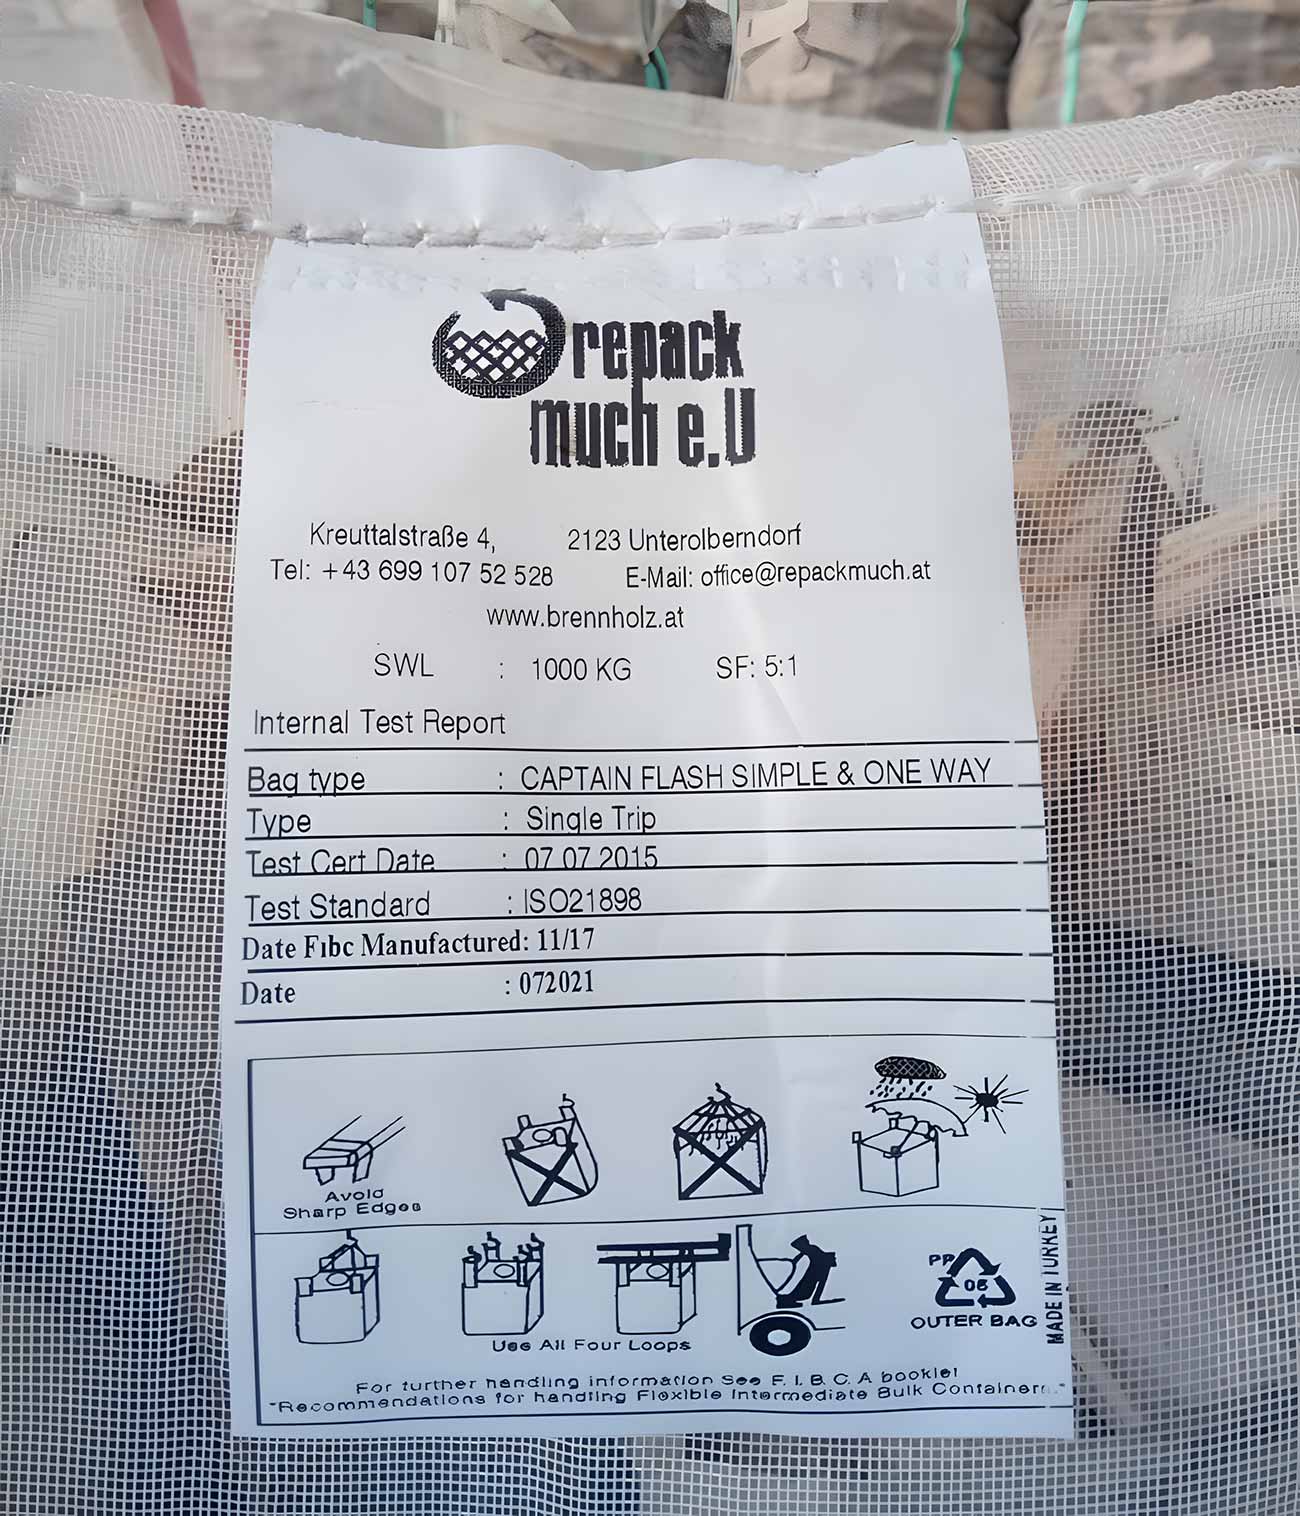 repack
much e.U
Kreuttalstraße 4, 2123 Unterolberndorf
Tel: +43 699 107 52 528 E-Mail: office@repackmuch.at
www.brennholz.at
SWL : 1000 KG SF: 5:1
Internal Test Report
Bag type : CAPTAIN FLASH SIMPLE & ONE WAY
Type : Single Trip
Test Cert Date : 07 07 2015
Test Standard : ISO21898
Date Fıbc Manufactured: 11/17
Date : 072021
Avoid
Sharp Edges
Use All Four Loops
PP
06
OUTER BAG
MADE IN TURKEY
For further handling information See F. I. B. C. A booklet
"Recommendations for handling Flexible Intermediate Bulk Containers."